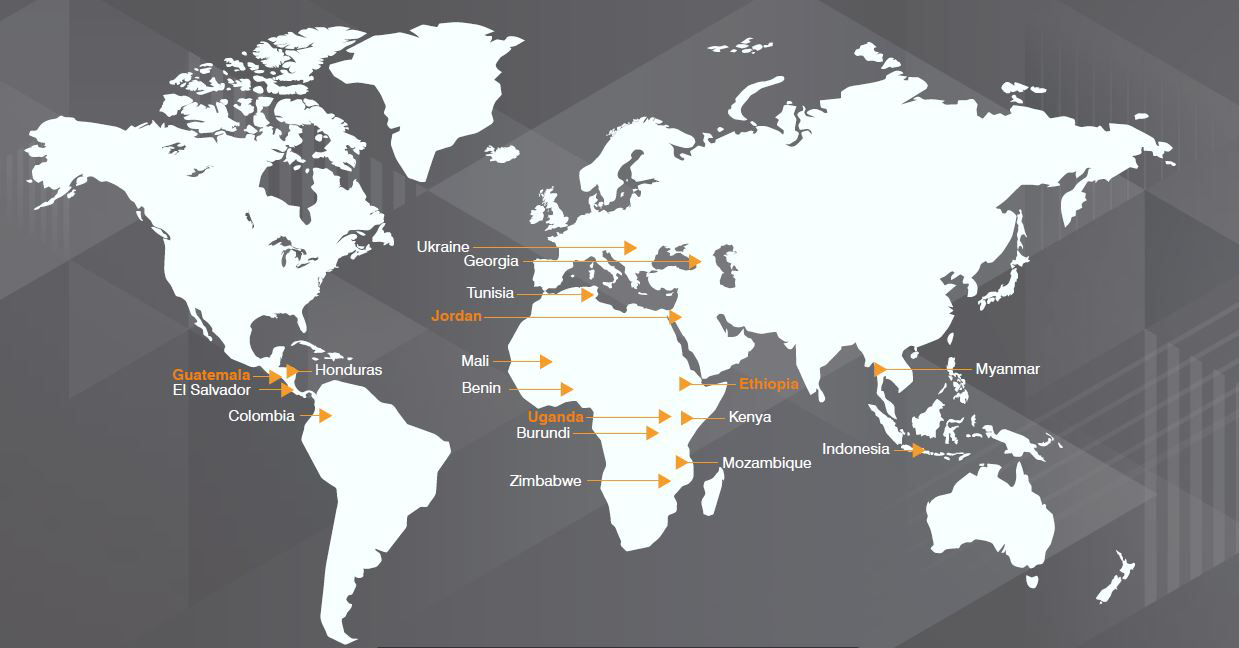 Ukraine
Georgia
Tunisia
Jordan
Mali
Guatemala
Honduras
El Salvador
Benin
Ethiopia
Myanmar
Colombia
Uganda
Kenya
Burundi
Indonesia
Mozambique
Zimbabwe